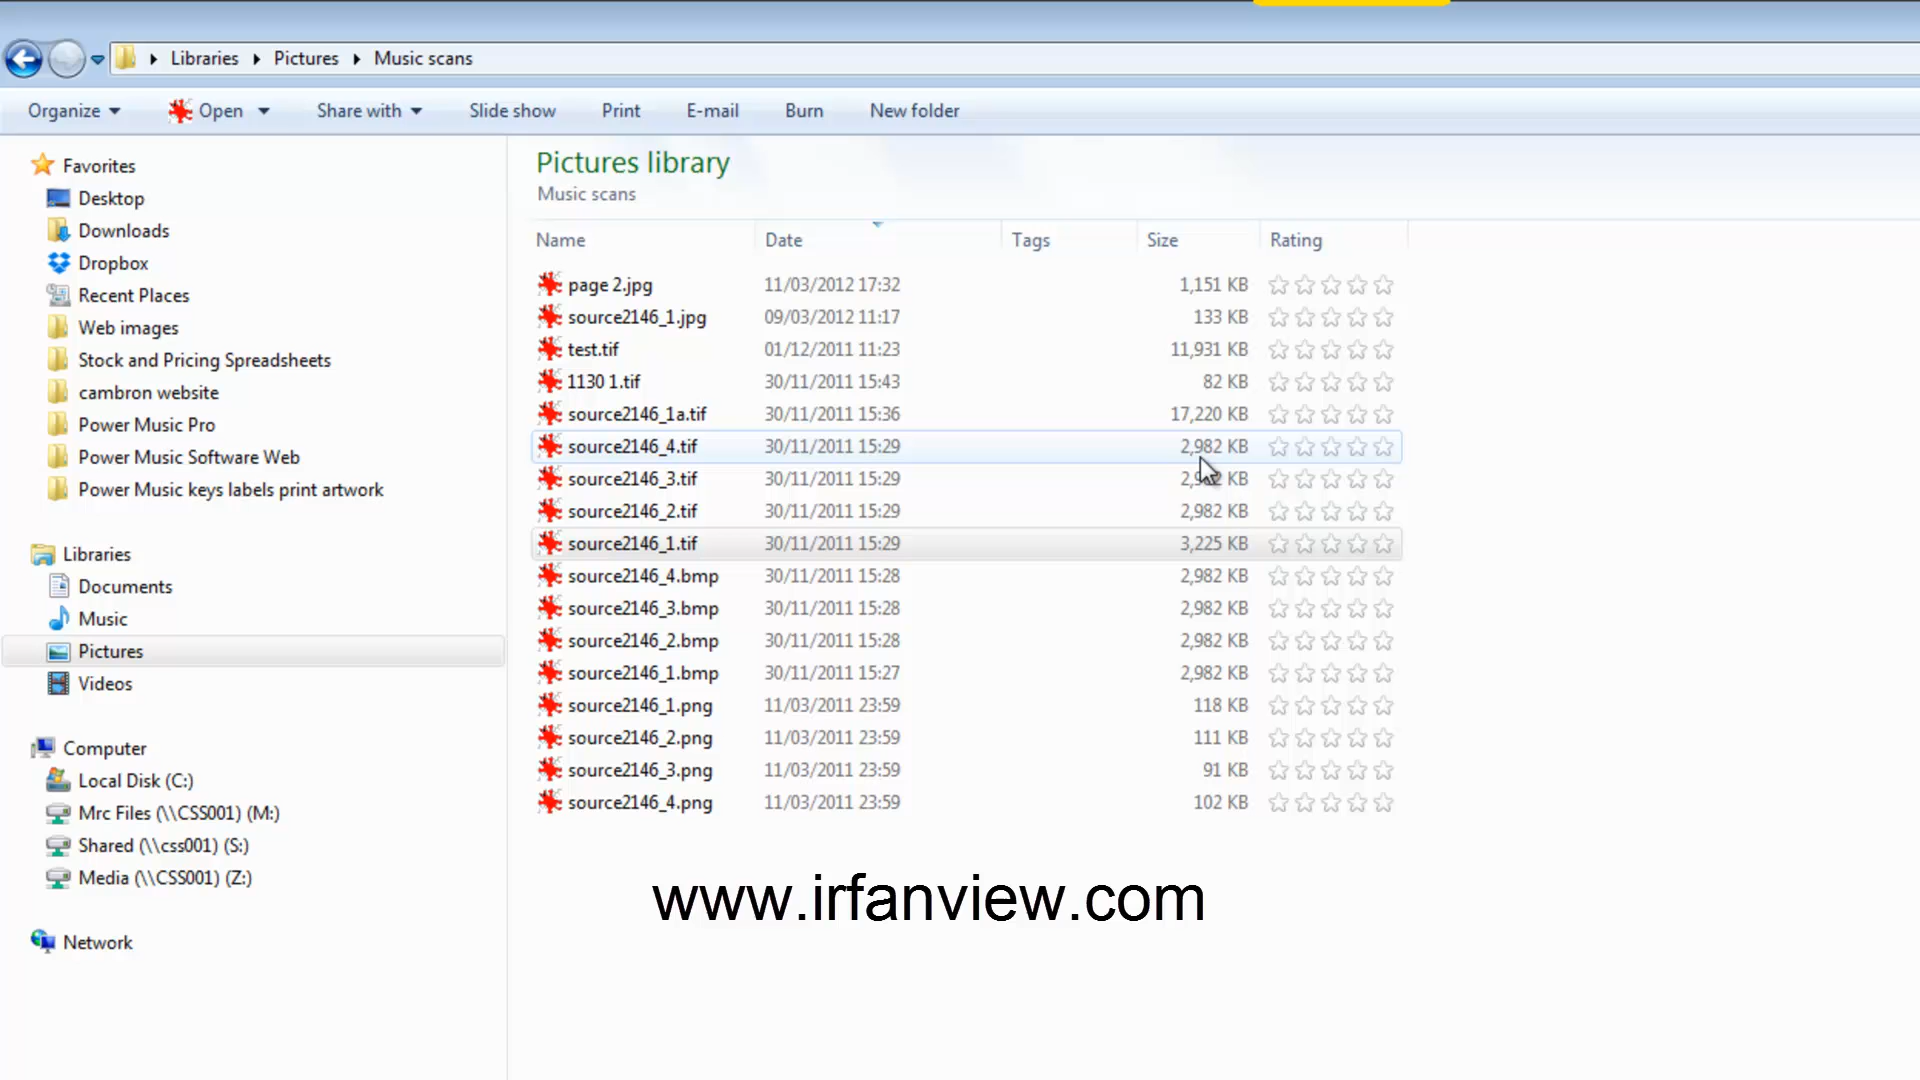 Libraries Pictures Music scans
Organize Open Share with Slide show Print E-mail Burn New folder
Favorites
Desktop
Downloads
Dropbox
Recent Places
Web images
Stock and Pricing Spreadsheets
cambron website
Power Music Pro
Power Music Software Web
Power Music keys labels print artwork
Libraries
Documents
Music
Pictures
Videos
Computer
Local Disk (C:)
Mrc Files (\\CSS001) (M:)
Shared (\\css001) (S:)
Media (\\CSS001) (Z:)
Network
Pictures library
Music scans
Name Date Tags Size Rating
page 2.jpg 11/03/2012 17:32 1,151 KB
source2146_1.jpg 09/03/2012 11:17 133 KB
test.tif 01/12/2011 11:23 11,931 KB
1130 1.tif 30/11/2011 15:43 82 KB
source2146_1a.tif 30/11/2011 15:36 17,220 KB
source2146_4.tif 30/11/2011 15:29 2,982 KB
source2146_3.tif 30/11/2011 15:29 2,982 KB
source2146_2.tif 30/11/2011 15:29 2,982 KB
source2146_1.tif 30/11/2011 15:29 3,225 KB
source2146_4.bmp 30/11/2011 15:28 2,982 KB
source2146_3.bmp 30/11/2011 15:28 2,982 KB
source2146_2.bmp 30/11/2011 15:28 2,982 KB
source2146_1.bmp 30/11/2011 15:27 2,982 KB
source2146_1.png 11/03/2011 23:59 118 KB
source2146_2.png 11/03/2011 23:59 111 KB
source2146_3.png 11/03/2011 23:59 91 KB
source2146_4.png 11/03/2011 23:59 102 KB
www.irfanview.com